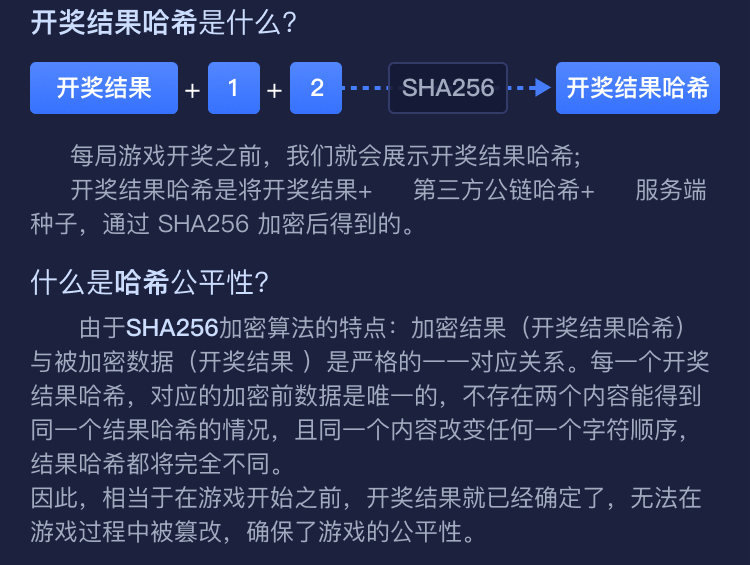 开奖结果哈希是什么?
开奖结果 + 1 + 2 SHA256 开奖结果哈希
每局游戏开奖之前，我们就会展示开奖结果哈希;
开奖结果哈希是将开奖结果+ 第三方公链哈希+ 服务端
种子，通过 SHA256 加密后得到的。
什么是哈希公平性?
由于SHA256加密算法的特点：加密结果（开奖结果哈希）
与被加密数据（开奖结果 ）是严格的一一对应关系。每一个开奖
结果哈希，对应的加密前数据是唯一的，不存在两个内容能得到
同一个结果哈希的情况，且同一个内容改变任何一个字符顺序，
结果哈希都将完全不同。
因此，相当于在游戏开始之前，开奖结果就已经确定了，无法在
游戏过程中被篡改，确保了游戏的公平性。